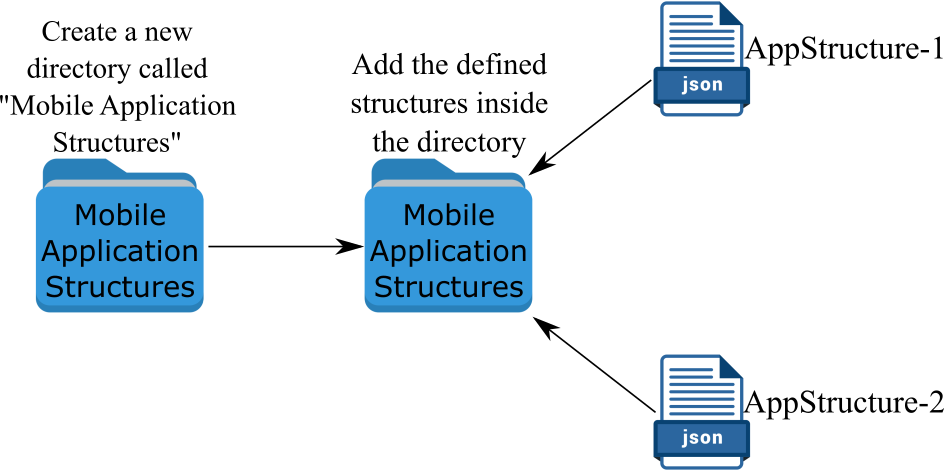 Create a new
directory called
"Mobile Application
Structures"
Mobile
Application
Structures
Add the defined
structures inside
the directory
Mobile
Application
Structures
json
AppStructure-1
json
AppStructure-2